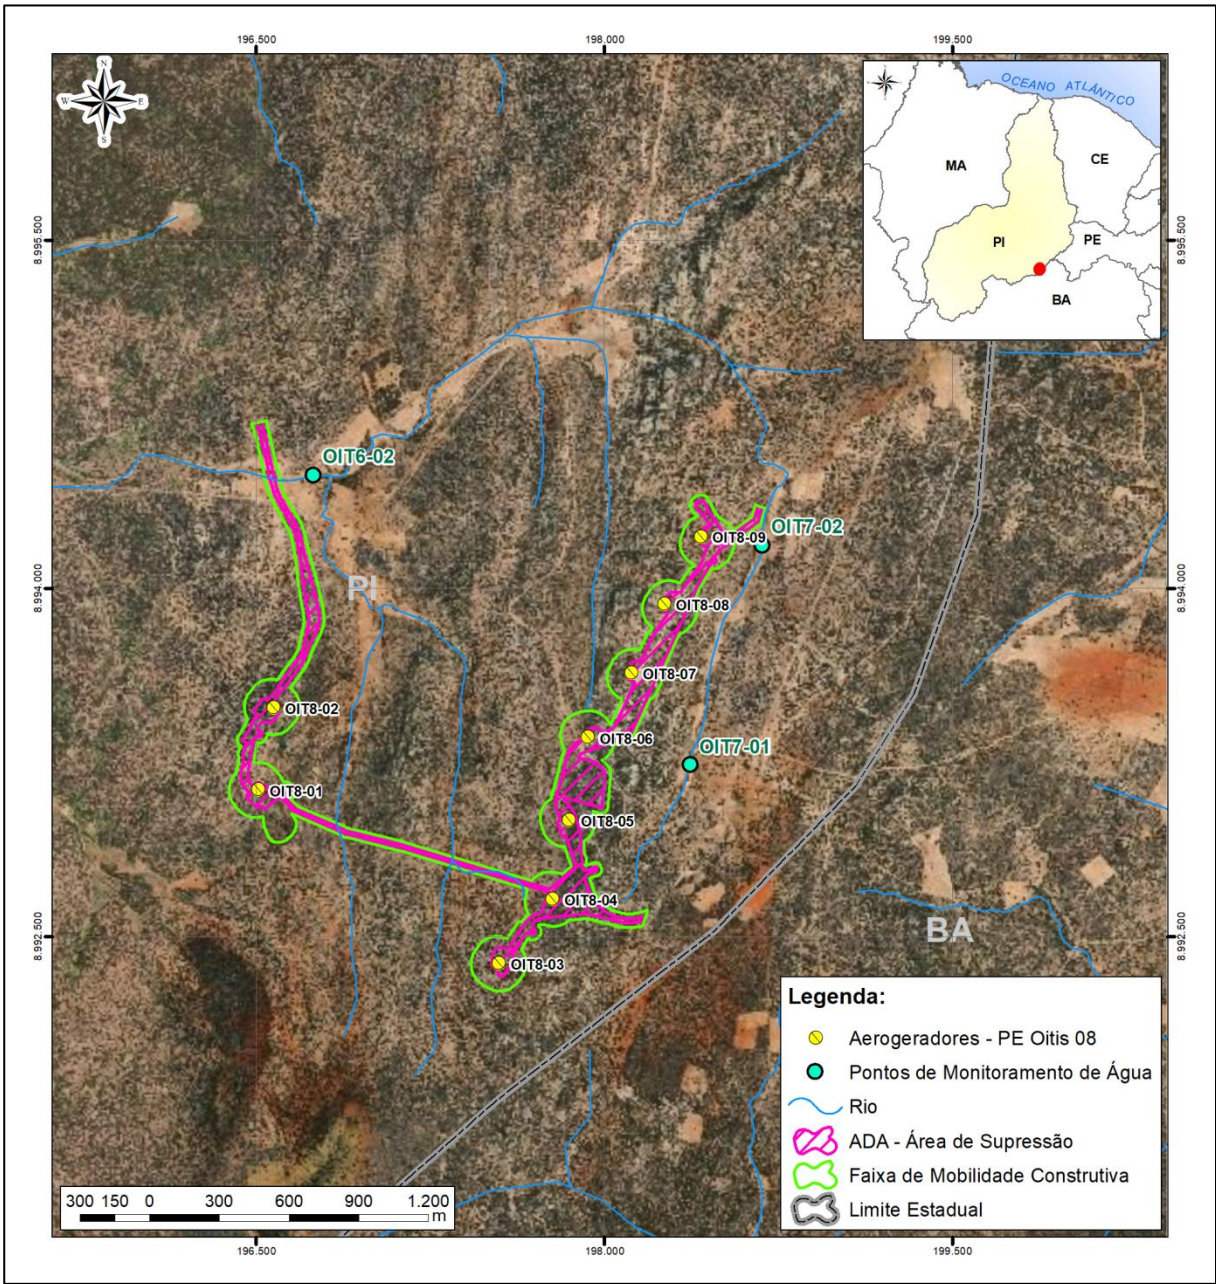 196.500
198.000
199.500
N
W
E
S
OCEANO ATLÂNTICO
MA
CE
PI
PE
BA
8.995.500
8.995.500
OIT6-02
OIT7-02
OIT8-09
8.994.000
8.994.000
PI
OIT8-08
OIT8-07
OIT8-02
OIT8-06
OIT7-01
OIT8-01
OIT8-05
OIT8-04
8.992.500
8.992.500
BA
OIT8-03
Legenda:
Aerogeradores - PE Oitis 08
Pontos de Monitoramento de Água
Rio
ADA - Área de Supressão
Faixa de Mobilidade Construtiva
Limite Estadual
300 150 0 300 600 900 1.200
m
196.500
198.000
199.500